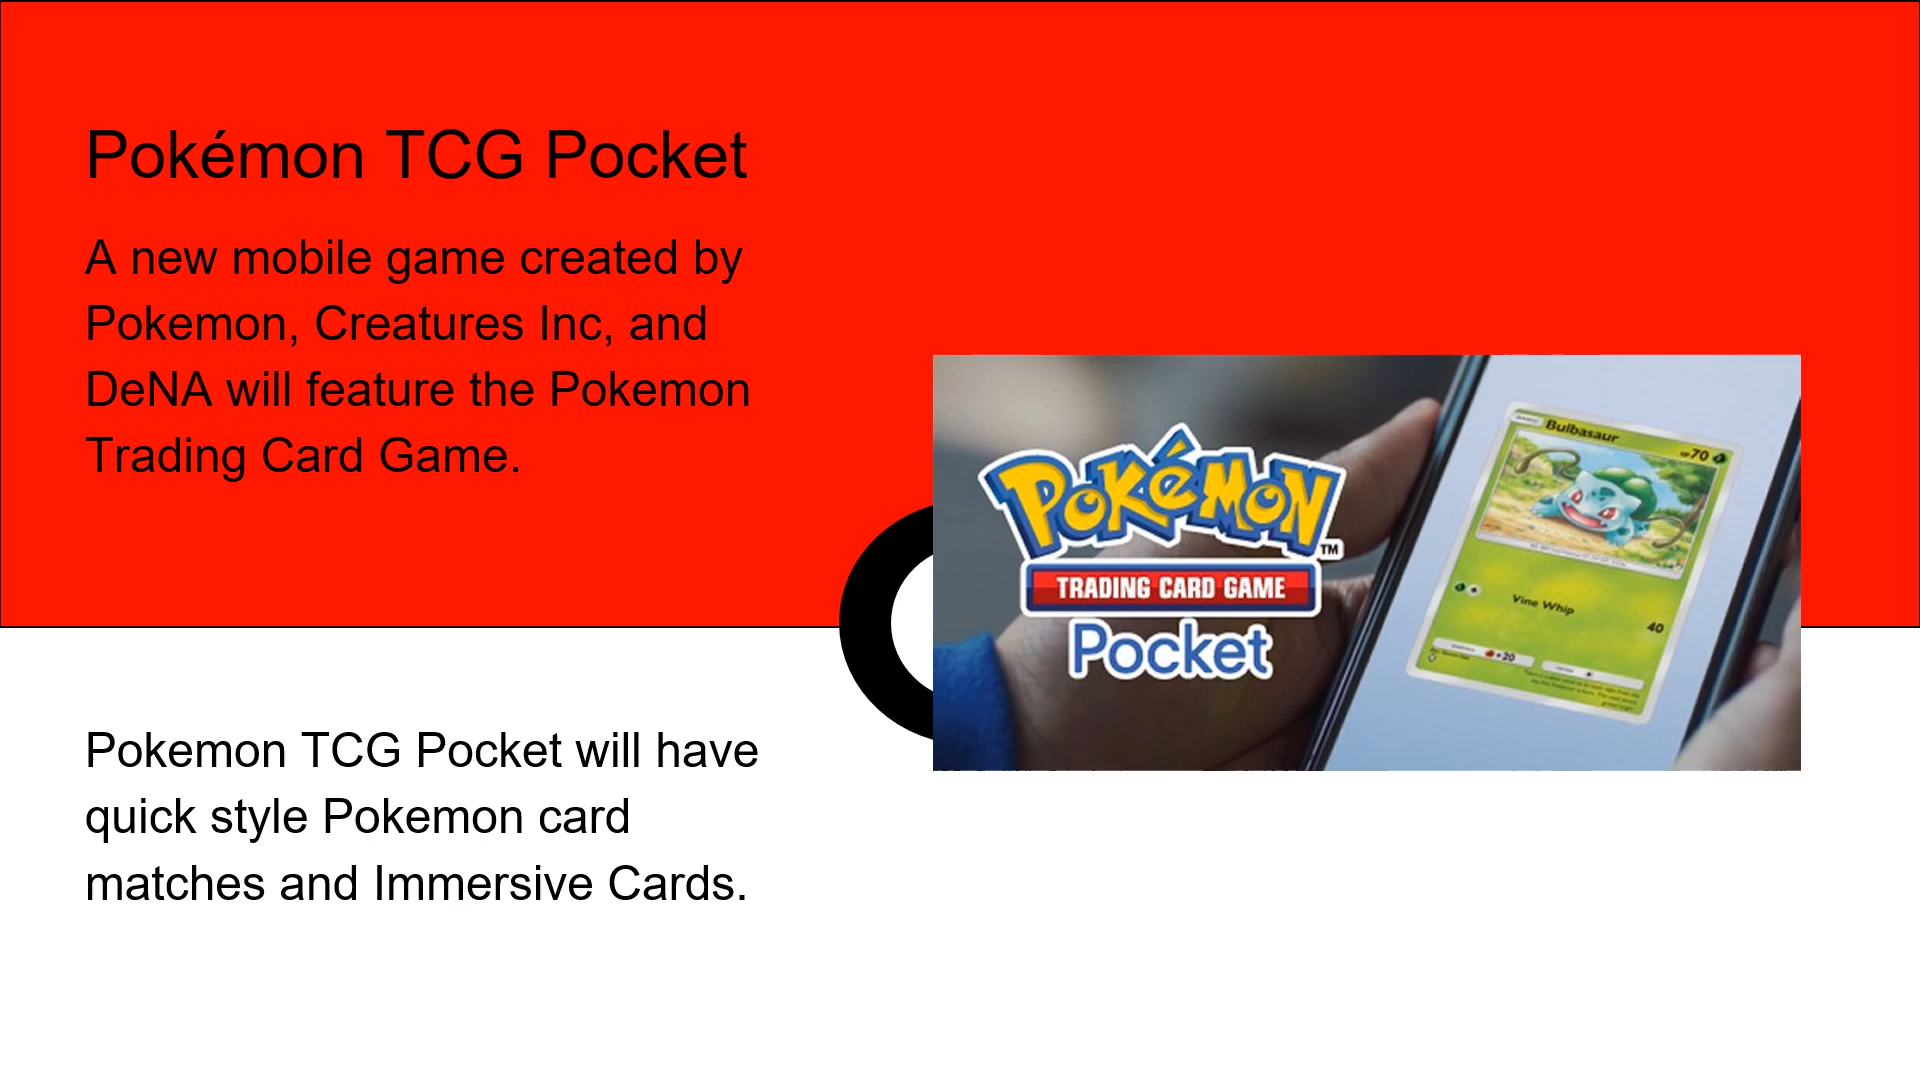 Pokémon TCG Pocket
A new mobile game created by
Pokemon, Creatures Inc, and
DeNA will feature the Pokemon
Trading Card Game.
POKÉMON
TM
TRADING CARD GAME
Pocket
Bulbasaur
HP 70
Vine Whip
40
+20
Pokemon TCG Pocket will have
quick style Pokemon card
matches and Immersive Cards.